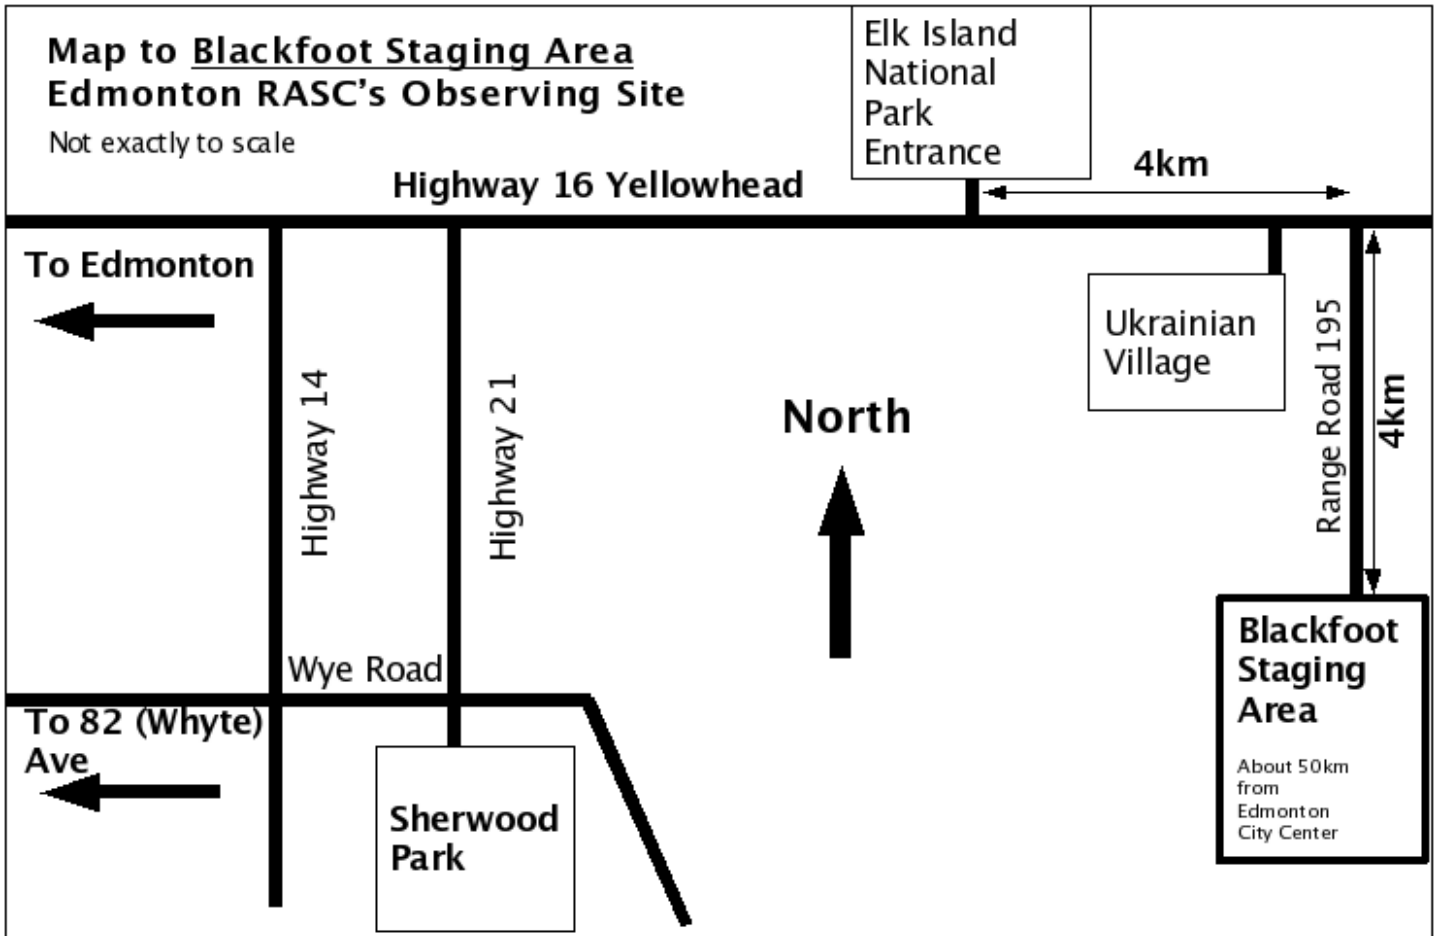 Map to Blackfoot Staging Area
Edmonton RASC's Observing Site
Not exactly to scale
Elk Island
National
Park
Entrance
4km
Highway 16 Yellowhead
To Edmonton
Highway 14
Highway 21
North
Ukrainian
Village
Range Road 195
4km
Wye Road
To 82 (Whyte)
Ave
Sherwood
Park
Blackfoot
Staging
Area
About 50km
from
Edmonton
City Center